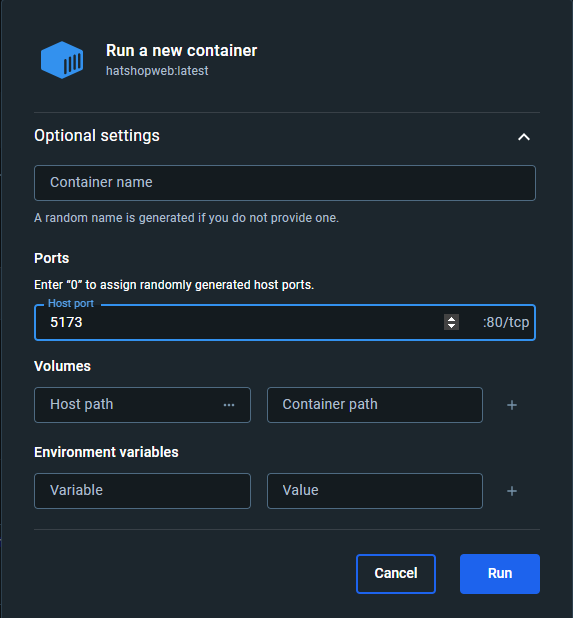 Run a new container
hatshopweb:latest
Optional settings
Container name
A random name is generated if you do not provide one.
Ports
Enter “0” to assign randomly generated host ports.
Host port
5173 :80/tcp
Volumes
Host path ··· Container path +
Environment variables
Variable Value +
Cancel Run